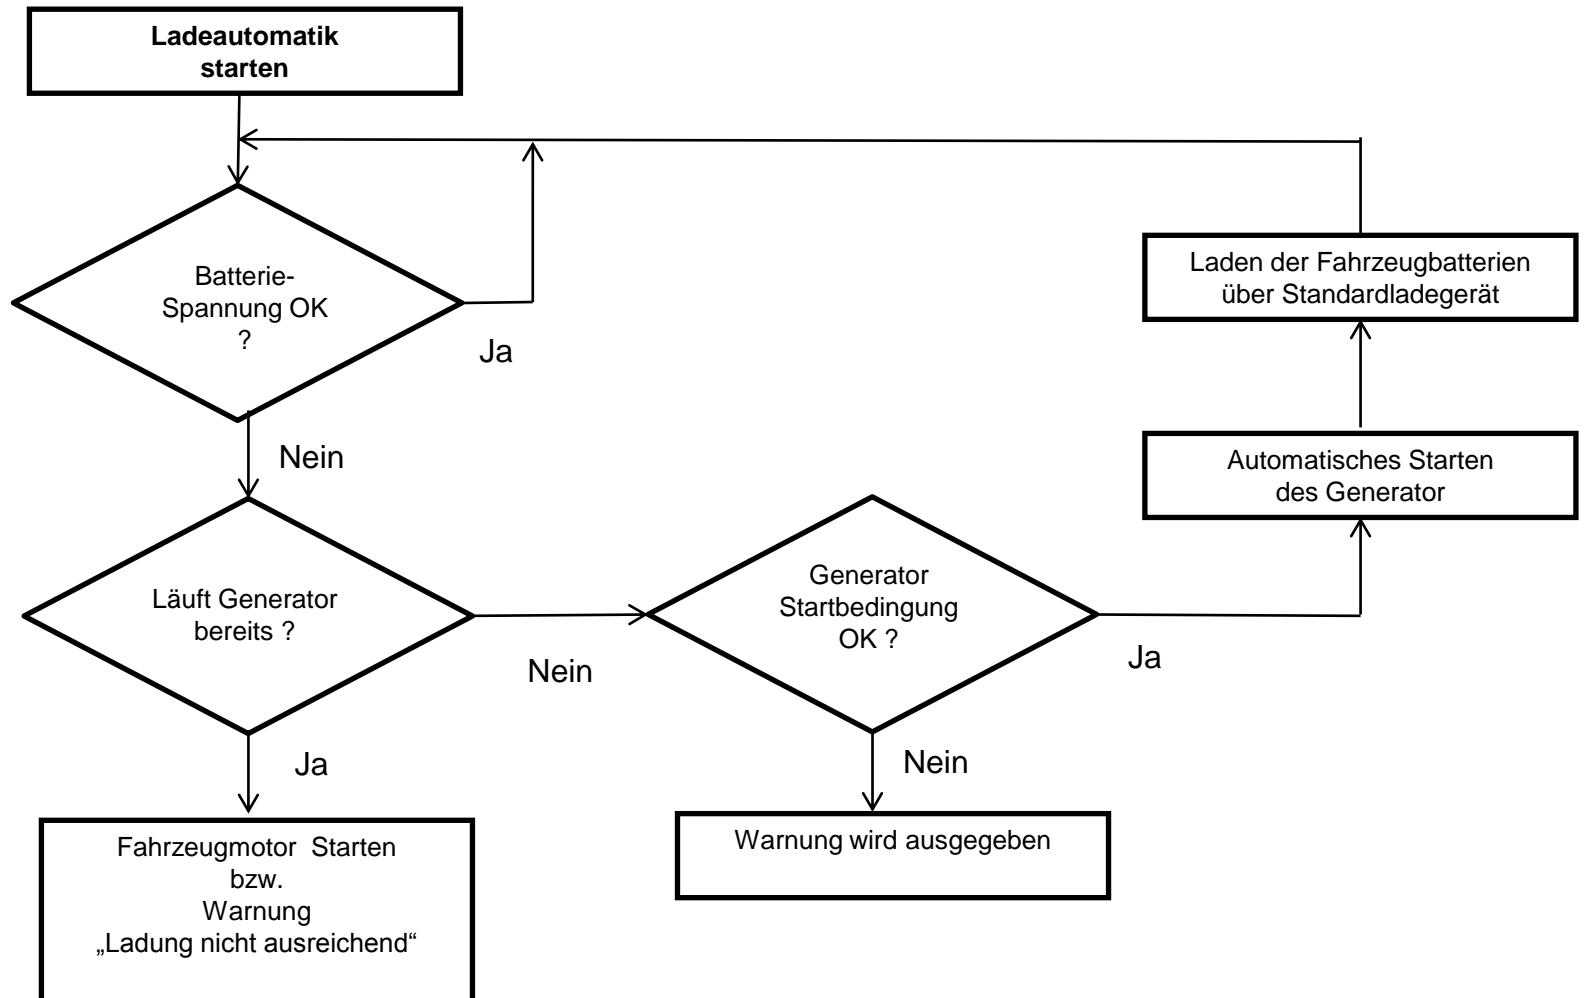 Ladeautomatik
starten
Batterie-
Spannung OK
?
Ja
Nein
Läuft Generator
bereits ?
Nein
Ja
Fahrzeugmotor Starten
bzw.
Warnung
„Ladung nicht ausreichend“
Generator
Startbedingung
OK ?
Ja
Nein
Warnung wird ausgegeben
Automatisches Starten
des Generator
Laden der Fahrzeugbatterien
über Standardladegerät